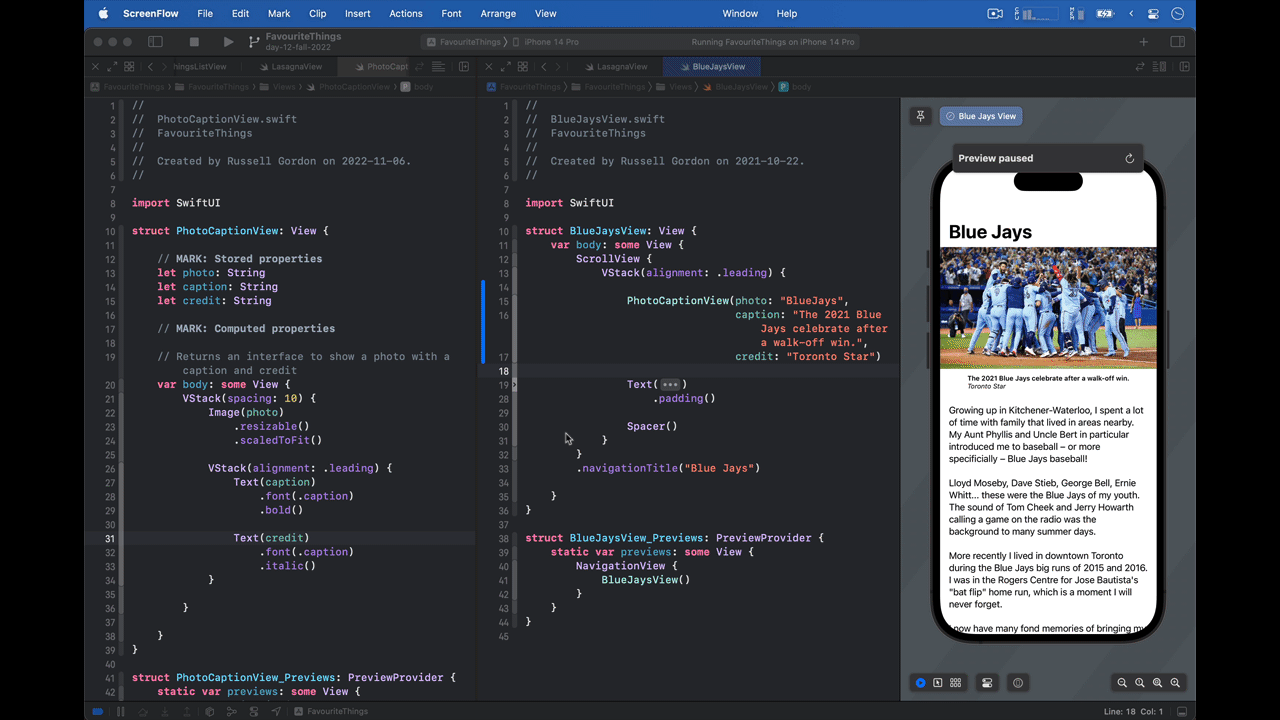 ScreenFlow File Edit Mark Clip Insert Actions Font Arrange View Window Help
FavouriteThings
day-12-fall-2022
FavouriteThings iPhone 14 Pro
Running FavouriteThings on iPhone 14 Pro
ingsListView LasagnaView PhotoCapt
LasagnaView BlueJaysView
FavouriteThings FavouriteThings Views PhotoCaptionView body
FavouriteThings FavouriteThings Views BlueJaysView body
1 //
2 // PhotoCaptionView.swift
3 // FavouriteThings
4 //
5 // Created by Russell Gordon on 2022-11-06.
6 //
7
8 import SwiftUI
9
10 struct PhotoCaptionView: View {
11
12 // MARK: Stored properties
13 let photo: String
14 let caption: String
15 let credit: String
16
17 // MARK: Computed properties
18
19 // Returns an interface to show a photo with a
caption and credit
20 var body: some View {
21 VStack(spacing: 10) {
22 Image(photo)
23 .resizable()
24 .scaledToFit()
25
26 VStack(alignment: .leading) {
27 Text(caption)
28 .font(.caption)
29 .bold()
30
31 Text(credit)
32 .font(.caption)
33 .italic()
34 }
35
36 }
37
38 }
39 }
40
41 struct PhotoCaptionView_Previews: PreviewProvider {
42 static var previews: some View {
1 //
2 // BlueJaysView.swift
3 // FavouriteThings
4 //
5 // Created by Russell Gordon on 2021-10-22.
6 //
7
8 import SwiftUI
9
10 struct BlueJaysView: View {
11 var body: some View {
12 ScrollView {
13 VStack(alignment: .leading) {
14
15 PhotoCaptionView(photo: "BlueJays",
16 caption: "The 2021 Blue
Jays celebrate after
a walk-off win.",
17 credit: "Toronto Star")
18
19 Text(•••)
28 .padding()
29
30 Spacer()
31 }
32 }
33 .navigationTitle("Blue Jays")
34
35 }
36 }
37
38 struct BlueJaysView_Previews: PreviewProvider {
39 static var previews: some View {
40 NavigationView {
41 BlueJaysView()
42 }
43 }
44 }
45
Blue Jays View
Preview paused
Blue Jays
The 2021 Blue Jays celebrate after a walk-off win.
Toronto Star
Growing up in Kitchener-Waterloo, I spent a lot
of time with family that lived in areas nearby.
My Aunt Phyllis and Uncle Bert in particular
introduced me to baseball – or more
specificially – Blue Jays baseball!
Lloyd Moseby, Dave Stieb, George Bell, Ernie
Whitt... these were the Blue Jays of my youth.
The sound of Tom Cheek and Jerry Howarth
calling a game on the radio was the
background to many summer days.
More recently I lived in downtown Toronto
during the Blue Jays big runs of 2015 and 2016.
I was in the Rogers Centre for Jose Bautista's
"bat flip" home run, which is a moment I will
never forget.
I now have many fond memories of bringing my
FavouriteThings
Line: 18 Col: 1